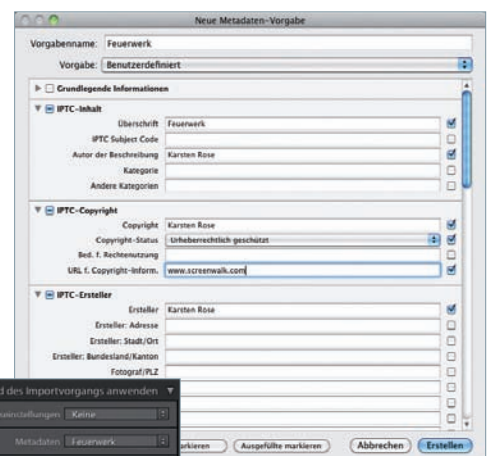 Neue Metadaten-Vorgabe
Vorgabenname: Feuerwerk
Vorgabe: Benutzerdefiniert
Grundlegende Informationen
IPTC-Inhalt
Überschrift Feuerwerk
IPTC Subject Code
Autor der Beschreibung Karsten Rose
Kategorie
Andere Kategorien
IPTC-Copyright
Copyright Karsten Rose
Copyright-Status Urheberrechtlich geschützt
Bed. f. Rechtenutzung
URL f. Copyright-Inform. www.screenwalk.com
IPTC-Ersteller
Ersteller Karsten Rose
Ersteller: Adresse
Ersteller: Stadt/Ort
Ersteller: Bundesland/Kanton
Fotograf/PLZ
des Importvorgangs anwenden
Keine
Metadaten Feuerwerk
Ausgefüllte markieren Abbrechen Erstellen